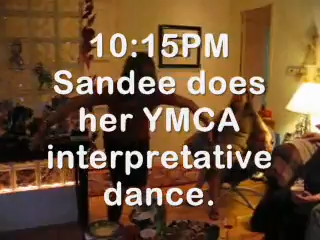 10:15PM
Sandee does
her YMCA
interpretative
dance.